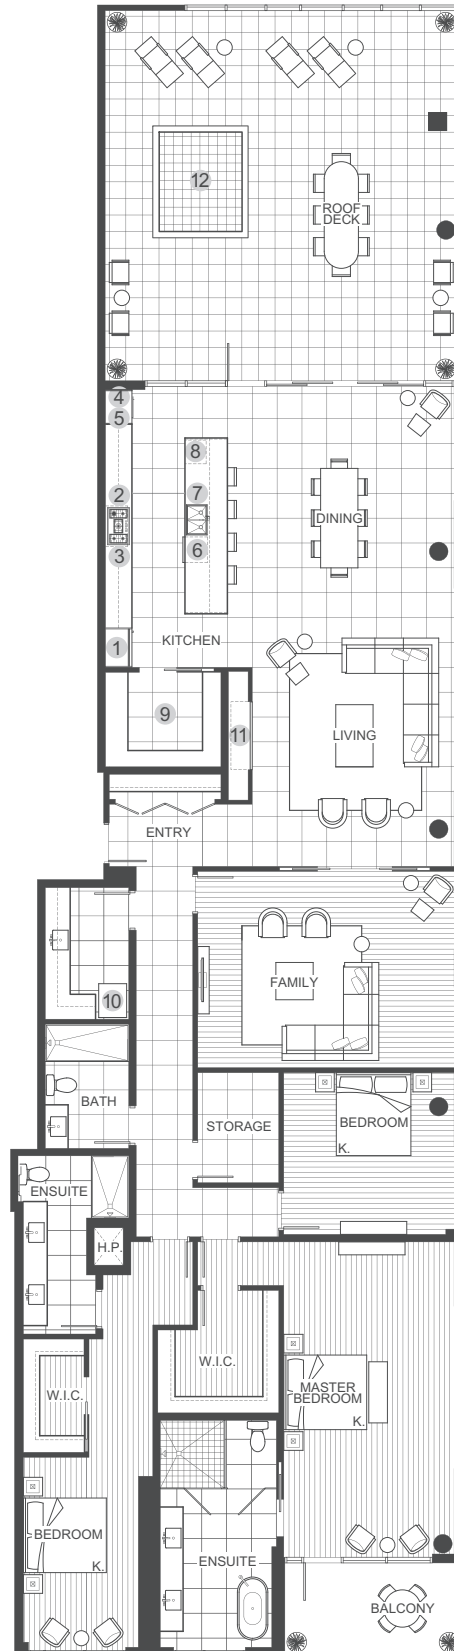 12
ROOF
DECK
4
5
8
2
7
DINING
6
3
KITCHEN
1
9
11
LIVING
ENTRY
FAMILY
10
BATH
STORAGE
BEDROOM
K.
ENSUITE
H.P.
W.I.C.
W.I.C.
MASTER
BEDROOM
K.
BEDROOM
K.
ENSUITE
BALCONY